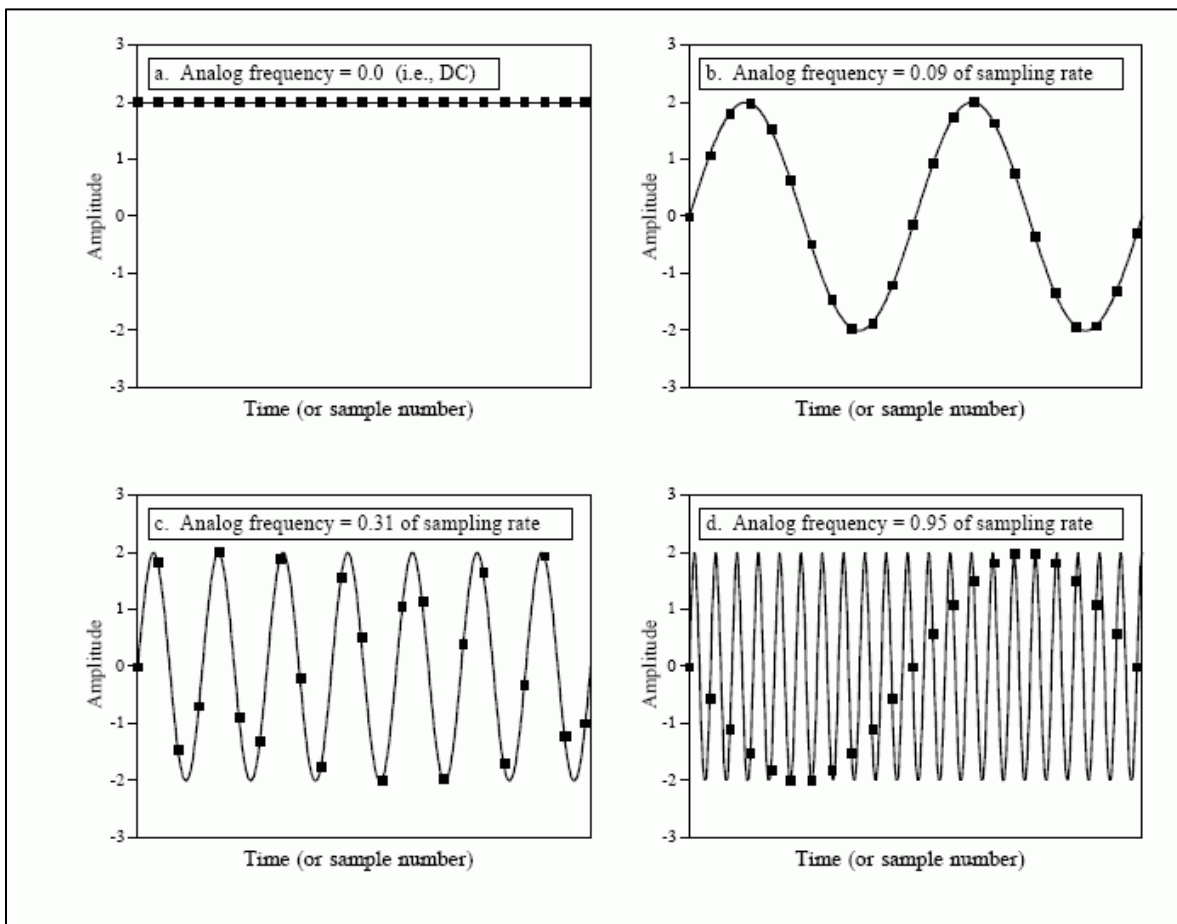 a. Analog frequency = 0.0 (i.e., DC)
3
2
1
0
-1
-2
-3
Amplitude
Time (or sample number)
b. Analog frequency = 0.09 of sampling rate
3
2
1
0
-1
-2
-3
Amplitude
Time (or sample number)
c. Analog frequency = 0.31 of sampling rate
3
2
1
0
-1
-2
-3
Amplitude
Time (or sample number)
d. Analog frequency = 0.95 of sampling rate
3
2
1
0
-1
-2
-3
Amplitude
Time (or sample number)